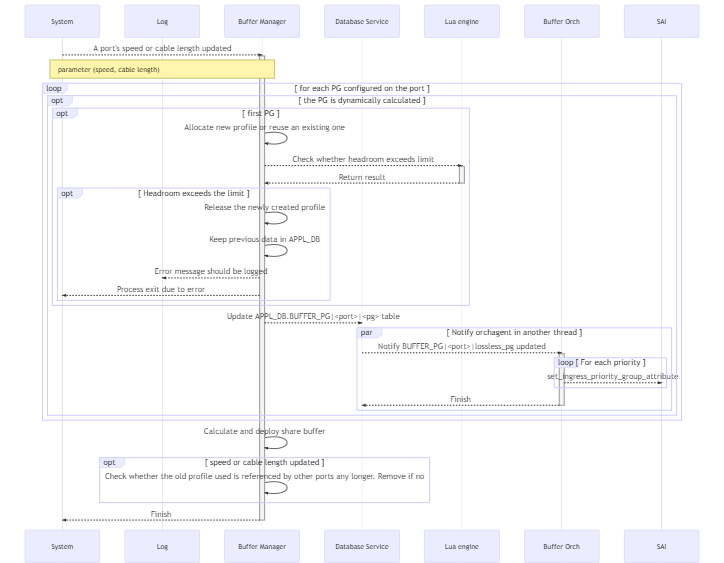 System Log Buffer Manager Database Service Lua engine Buffer Orch SAI
A port's speed or cable length updated
parameter (speed, cable length)
loop [ for each PG configured on the port ]
opt [ the PG is dynamically calculated ]
opt [ first PG ]
Allocate new profile or reuse an existing one
Check whether headroom exceeds limit
Return result
opt [ Headroom exceeds the limit ]
Release the newly created profile
Keep previous data in APPL_DB
Error message should be logged
Process exit due to error
Update APPL_DB.BUFFER_PG|<port>|<pg> table
par [ Notify orchagent in another thread ]
Notify BUFFER_PG|<port>|lossless_pg updated
loop [ For each priority ]
set_ingress_priority_group_attribute
Finish
Calculate and deploy share buffer
opt [ speed or cable length updated ]
Check whether the old profile used is referenced by other ports any longer. Remove if no
Finish
System Log Buffer Manager Database Service Lua engine Buffer Orch SAI